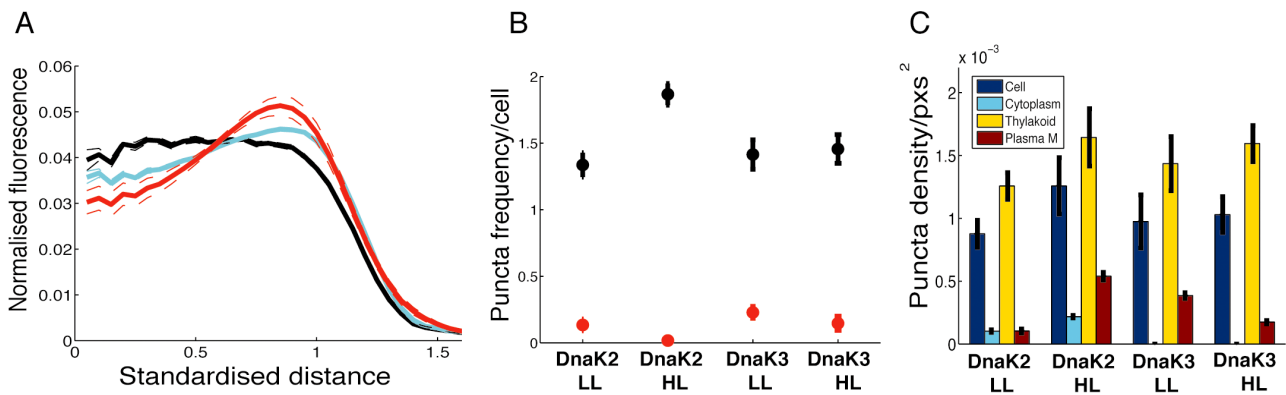 A
Normalised fluorescence
0.06
0.05
0.04
0.03
0.02
0.01
0
0 0.5 1 1.5
Standardised distance
B
Puncta frequency/cell
2
1.5
1
0.5
0
DnaK2 DnaK2 DnaK3 DnaK3
LL HL LL HL
C
Puncta density/pxs²
x 10⁻³
2
1.5
1
0.5
0
Cell
Cytoplasm
Thylakoid
Plasma M
DnaK2 DnaK2 DnaK3 DnaK3
LL HL LL HL